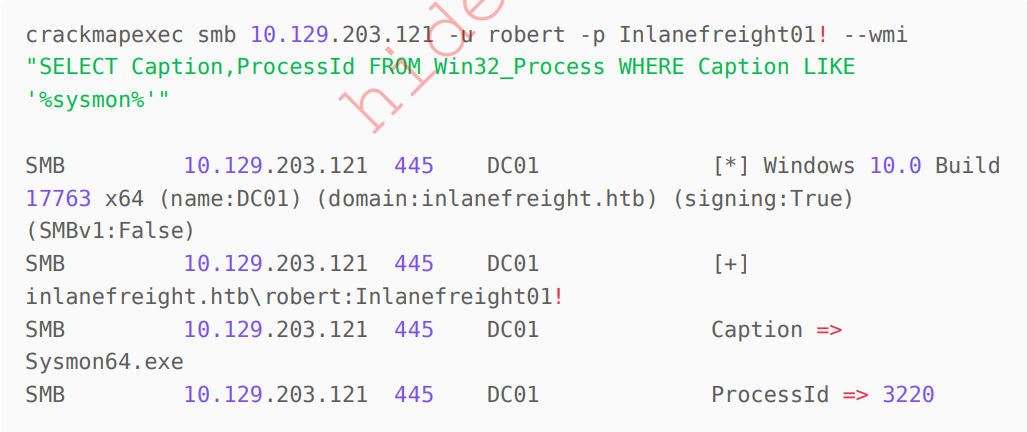 crackmapexec smb 10.129.203.121 -u robert -p Inlanefreight01! --wmi
"SELECT Caption,ProcessId FROM Win32_Process WHERE Caption LIKE
'%sysmon%'"
SMB 10.129.203.121 445 DC01 [*] Windows 10.0 Build
17763 x64 (name:DC01) (domain:inlanefreight.htb) (signing:True)
(SMBv1:False)
SMB 10.129.203.121 445 DC01 [+]
inlanefreight.htb\robert:Inlanefreight01!
SMB 10.129.203.121 445 DC01 Caption =>
Sysmon64.exe
SMB 10.129.203.121 445 DC01 ProcessId => 3220
hide